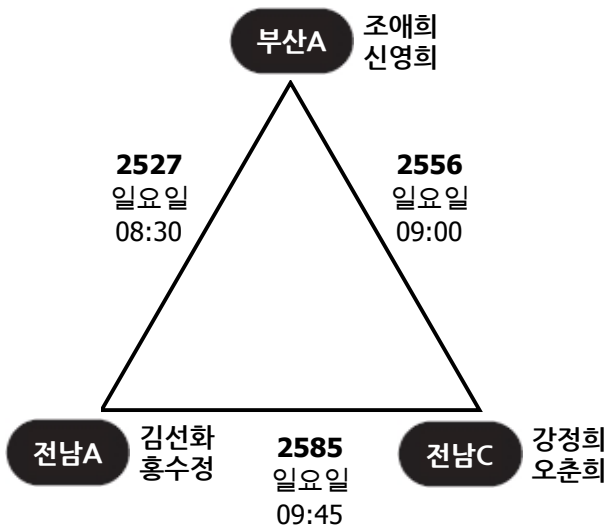 부산A
조애희
신영희
2527
일요일
08:30
2556
일요일
09:00
전남A
김선화
홍수정
2585
일요일
09:45
전남C
강정희
오춘희